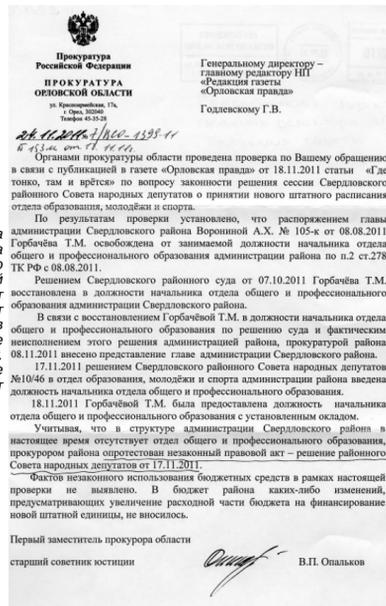 Прокуратура
Российской Федерации
ПРОКУРАТУРА
ОРЛОВСКОЙ ОБЛАСТИ
ул. Красноармейская, 17а,
г. Орел, 302040
Телефон 45-35-28
Генеральному директору –
главному редактору НП
«Редакция газеты
«Орловская правда»
Годлевскому Г.В.
24.11.2011
Органами прокуратуры области проведена проверка по Вашему обращению
в связи с публикацией в газете «Орловская правда» от 18.11.2011 статьи «Где
тонко, там и врётся» по вопросу законности решения сессии Свердловского
районного Совета народных депутатов о принятии нового штатного расписания
отдела образования, молодёжи и спорта.
По результатам проверки установлено, что распоряжением главы
администрации Свердловского района Ворониной А.Х. № 105-к от 08.08.2011
Горбачёва Т.М. освобождена от занимаемой должности начальника отдела
общего и профессионального образования администрации района по п.2 ст.278
ТК РФ с 08.08.2011.
Решением Свердловского районного суда от 07.10.2011 Горбачёва Т.М.
восстановлена в должности начальника отдела общего и профессионального
образования администрации Свердловского района.
В связи с восстановлением Горбачёвой Т.М. в должности начальника отдела
общего и профессионального образования по решению суда и фактическим
неисполнением этого решения администрацией района, прокуратурой района
08.11.2011 внесено представление главе администрации Свердловского района.
17.11.2011 решением Свердловского районного Совета народных депутатов
№10/46 в отдел образования, молодёжи и спорта администрации района введена
должность начальника отдела общего и профессионального образования.
18.11.2011 Горбачёвой Т.М. была предоставлена должность начальника
отдела общего и профессионального образования с установленным окладом.
Учитывая, что в структуре администрации Свердловского района в
настоящее время отсутствует отдел общего и профессионального образования,
прокурором района опротестован незаконный правовой акт – решение районного
Совета народных депутатов от 17.11.2011.
Фактов незаконного использования бюджетных средств в рамках настоящей
проверки не выявлено. В бюджет района каких-либо изменений,
предусматривающих увеличение расходной части бюджета на финансирование
новой штатной единицы, не вносилось.
Первый заместитель прокурора области
старший советник юстиции
В.П. Опальков